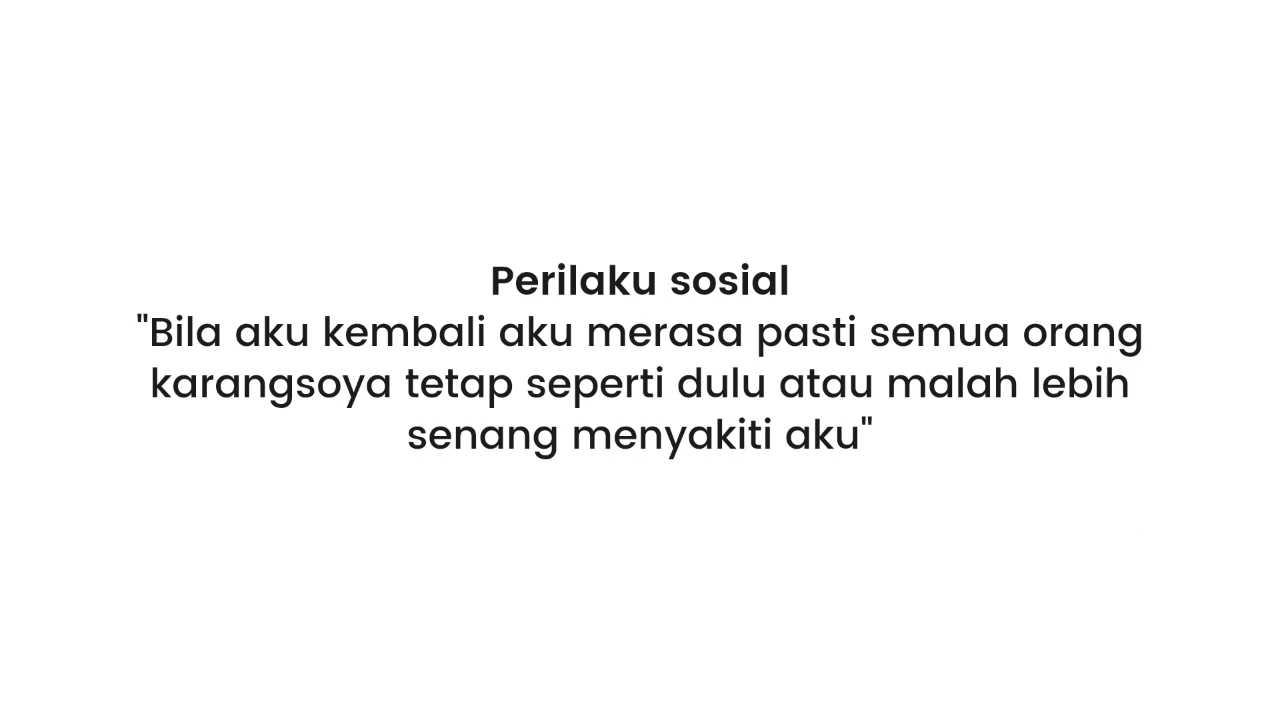 Perilaku sosial
"Bila aku kembali aku merasa pasti semua orang
karangsoya tetap seperti dulu atau malah lebih
senang menyakiti aku"